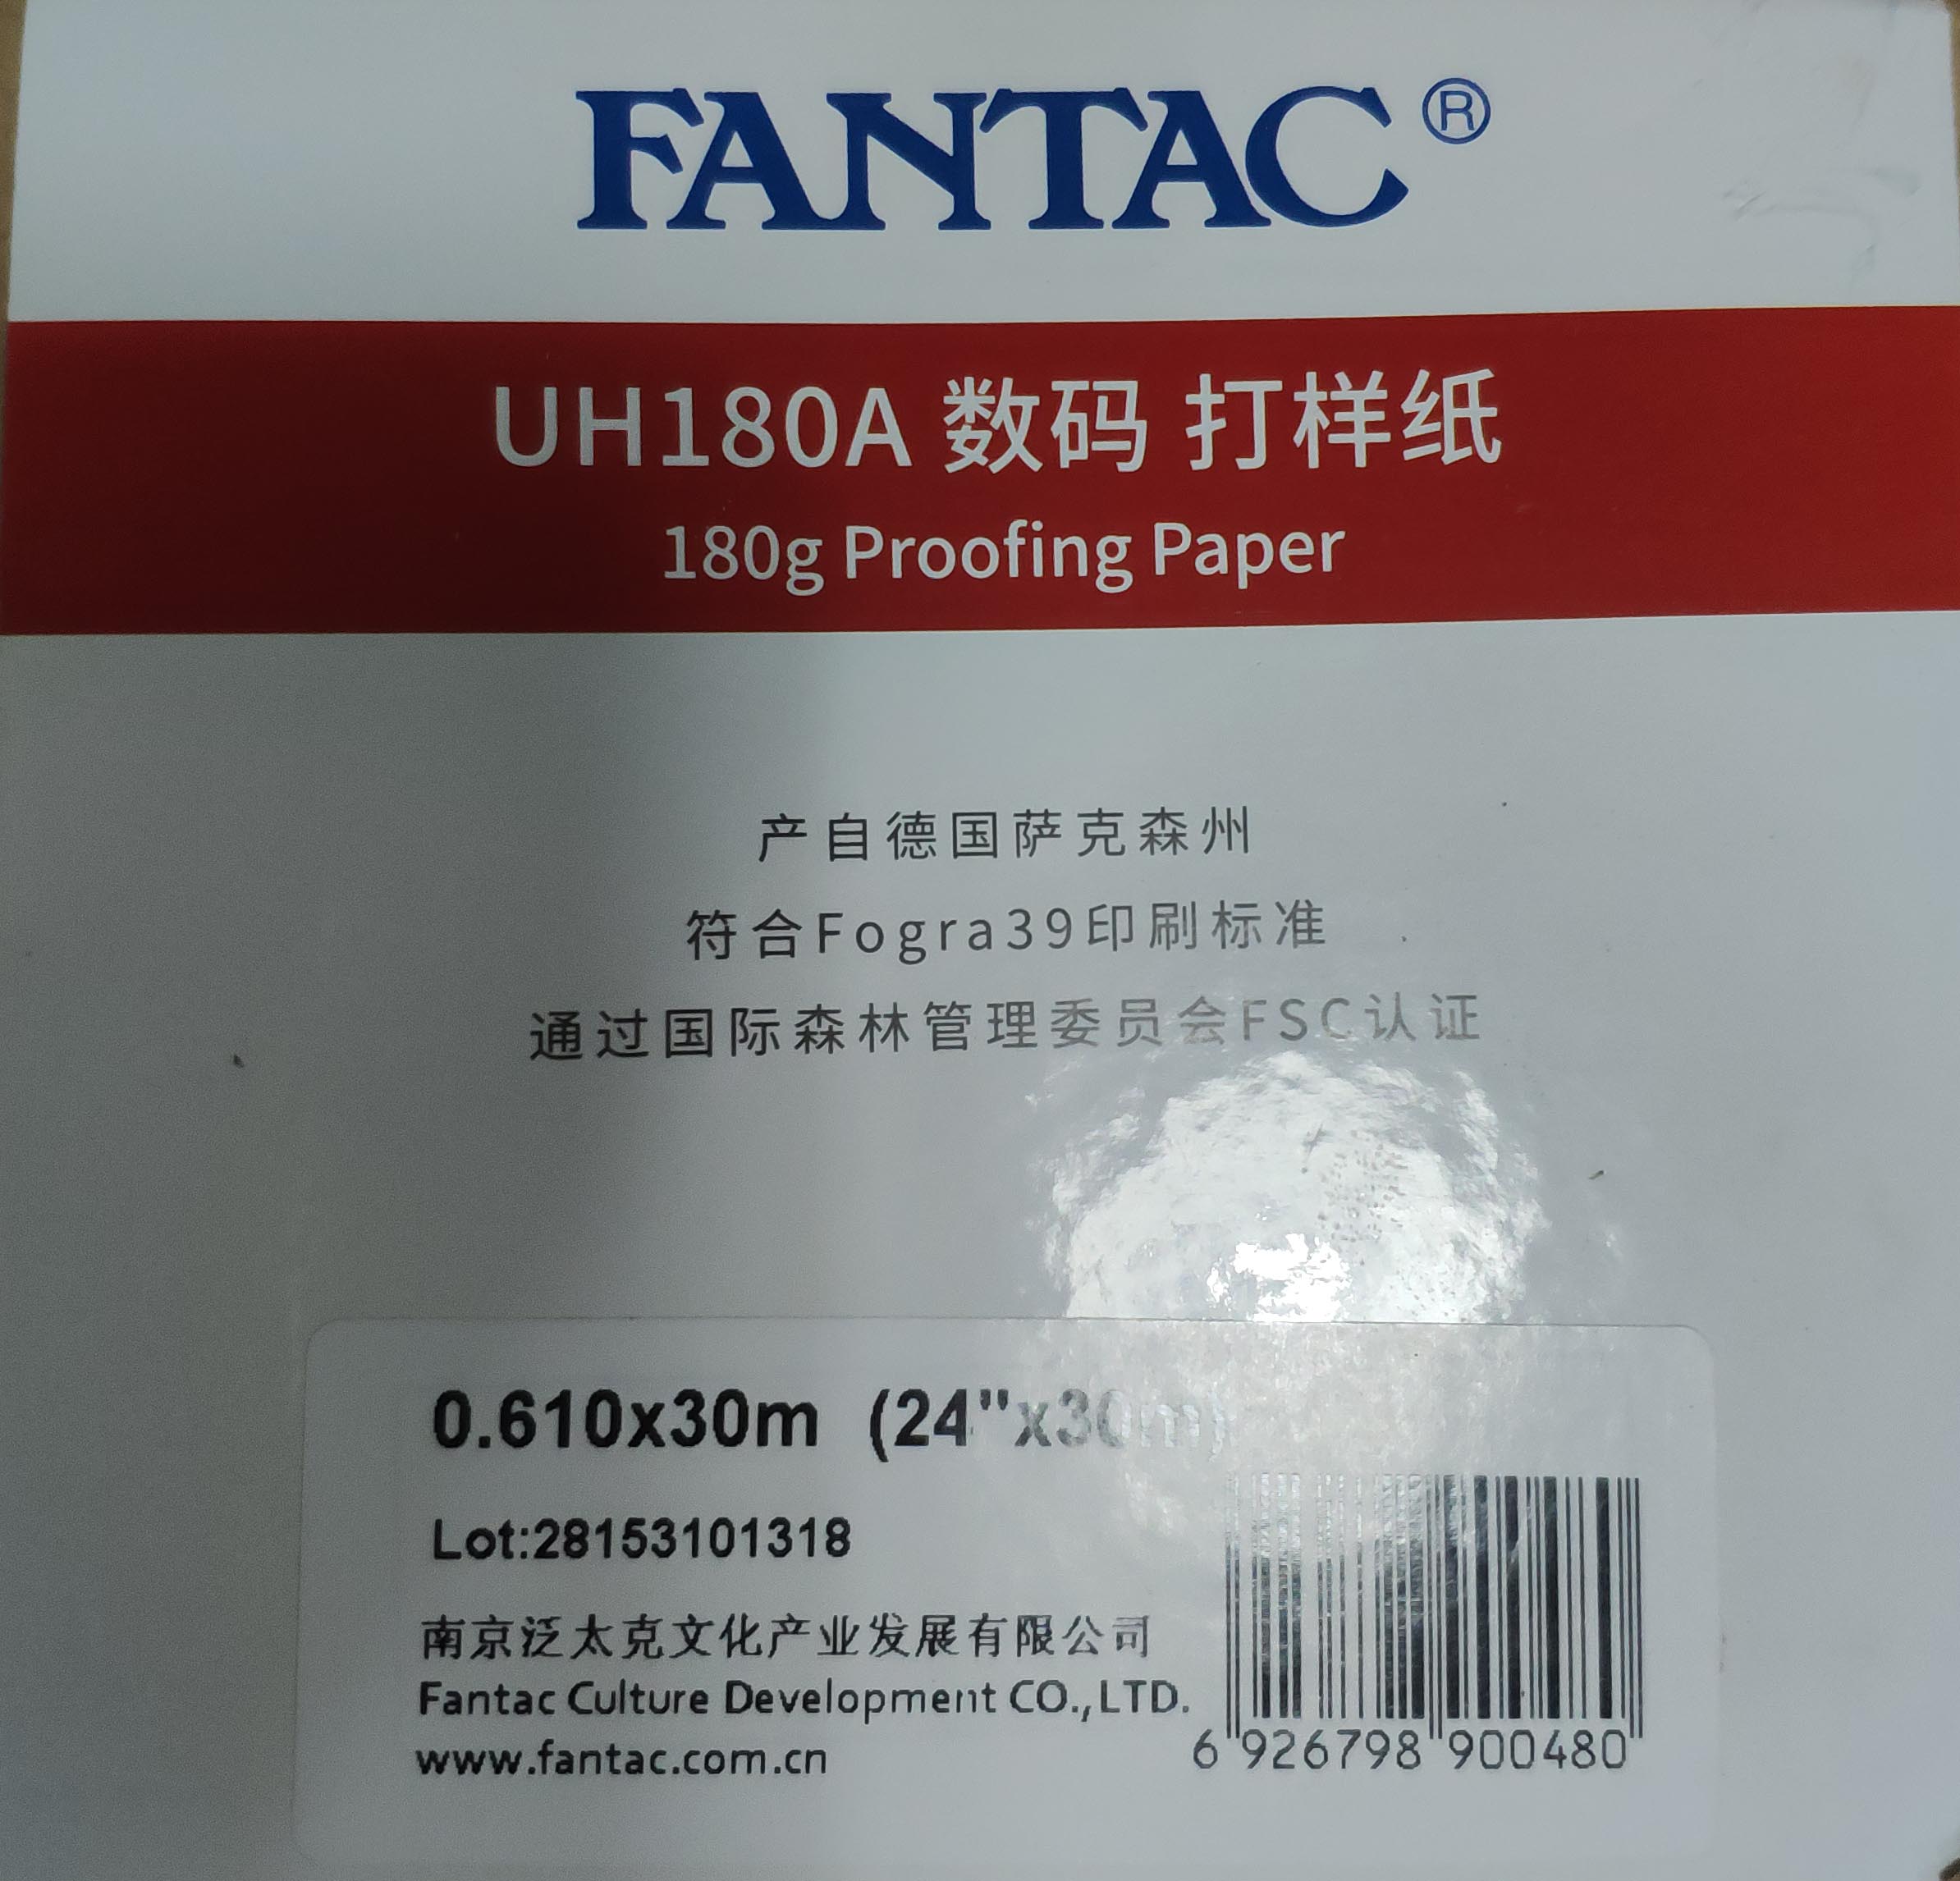 FANTAC®
UH180A 数码 打样纸
180g Proofing Paper
产自德国萨克森州
符合Fogra39印刷标准
通过国际森林管理委员会FSC认证
0.610x30m (24"x30m)
Lot:28153101318
南京泛太克文化产业发展有限公司
Fantac Culture Development CO.,LTD.
www.fantac.com.cn
6 926798 900480